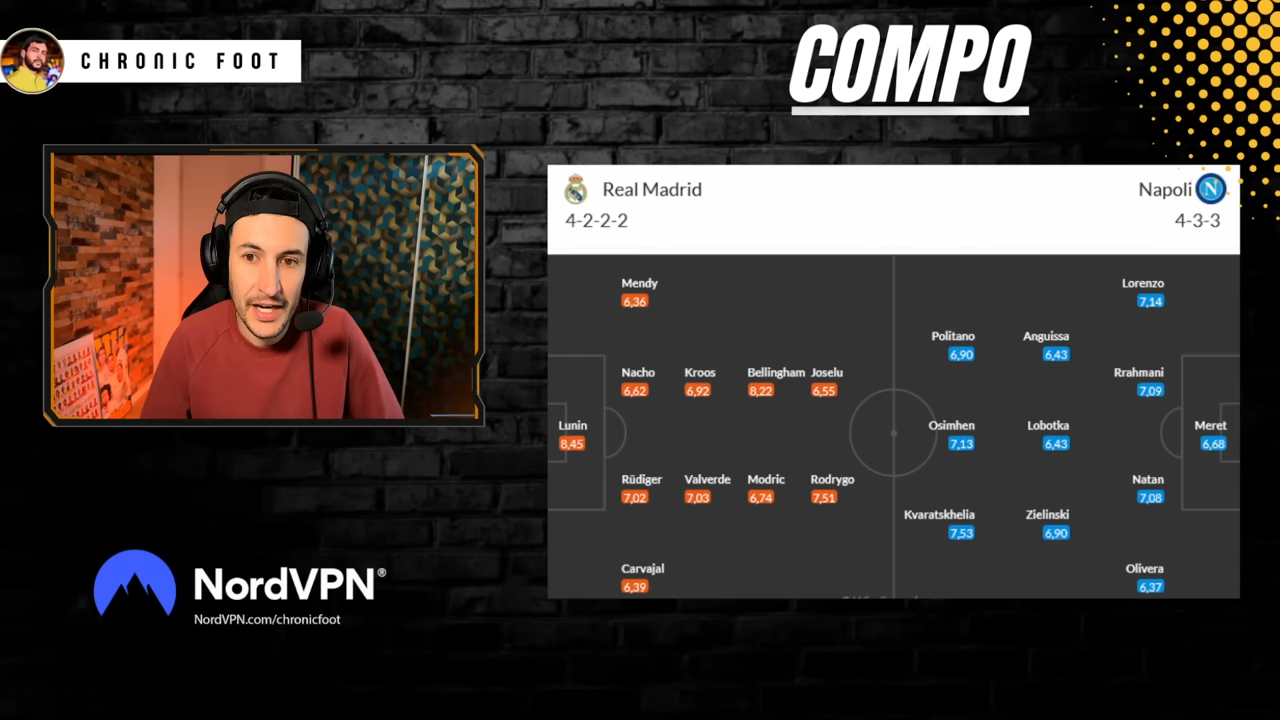 CHRONIC FOOT
COMPO
Real Madrid
4-2-2-2
Napoli
N
4-3-3
Mendy
6,36
Nacho
6,62
Kroos
6,92
Bellingham
8,22
Joselu
6,55
Lunin
8,45
Rüdiger
7,02
Valverde
7,03
Modric
6,74
Rodrygo
7,51
Carvajal
6,39
Lorenzo
7,14
Politano
6,90
Anguissa
6,43
Rrahmani
7,09
Osimhen
7,13
Lobotka
6,43
Meret
6,68
Natan
7,08
Kvaratskhelia
7,53
Zielinski
6,90
Olivera
6,37
NordVPN®
NordVPN.com/chronicfoot